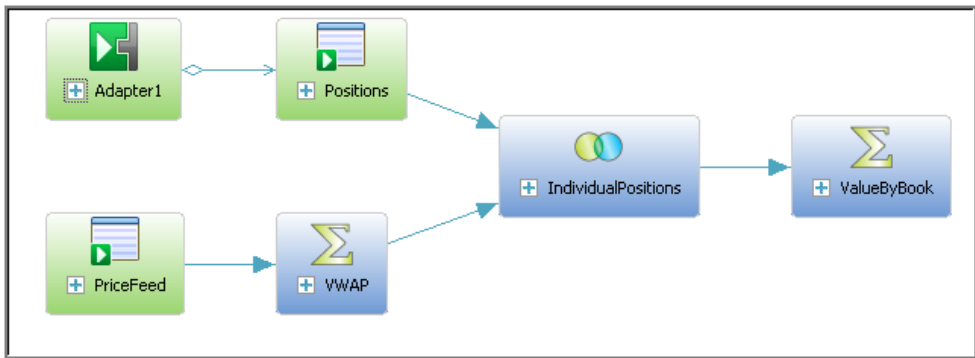 Adapter1
Positions
IndividualPositions
ValueByBook
PriceFeed
VWAP